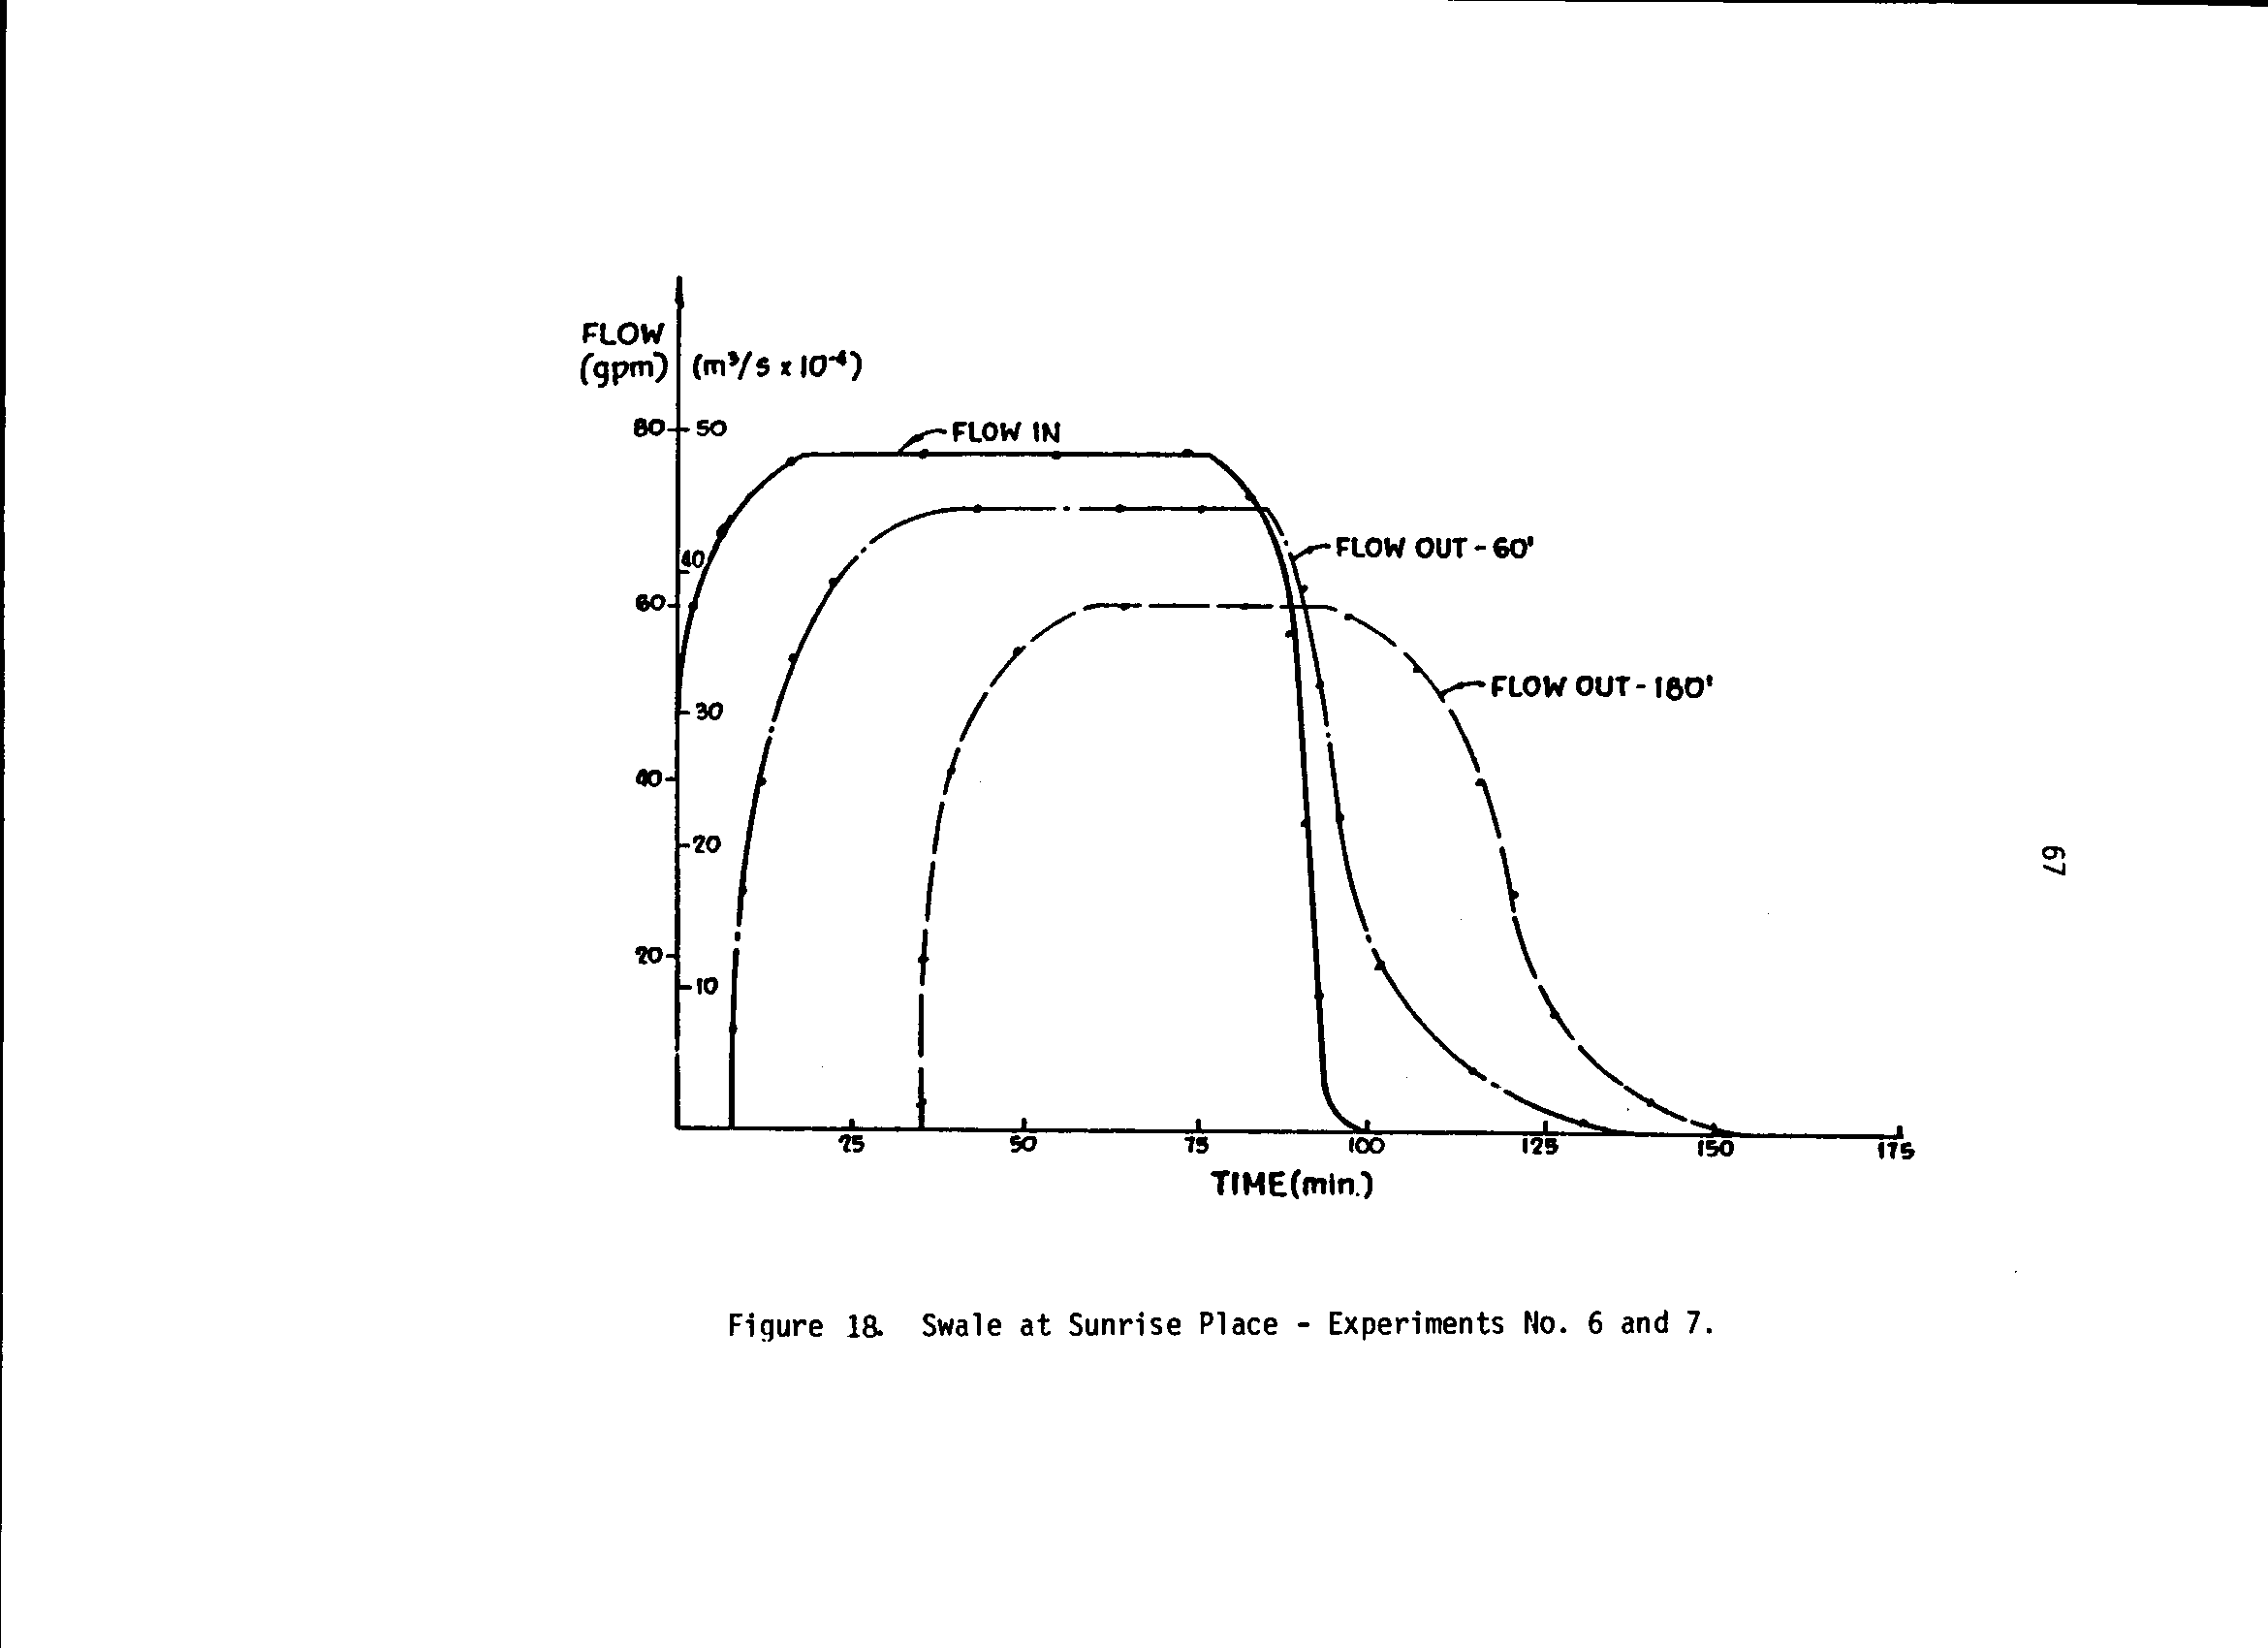 FLOW
(gpm) (m³/s x 10⁻⁴)
80 50
FLOW IN
40
FLOW OUT - 60'
60
FLOW OUT - 180'
30
40
20
20
10
25 50 75 100 125 150 175
TIME (min.)
67
Figure 18. Swale at Sunrise Place - Experiments No. 6 and 7.